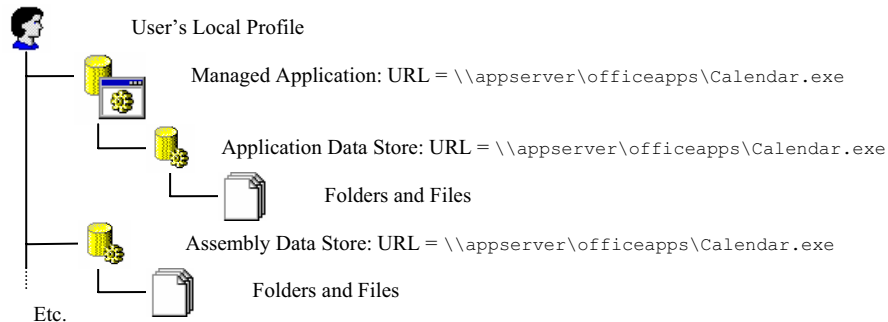 User’s Local Profile
Managed Application: URL = \\appserver\officeapps\Calendar.exe
Application Data Store: URL = \\appserver\officeapps\Calendar.exe
Folders and Files
Assembly Data Store: URL = \\appserver\officeapps\Calendar.exe
Folders and Files
Etc.